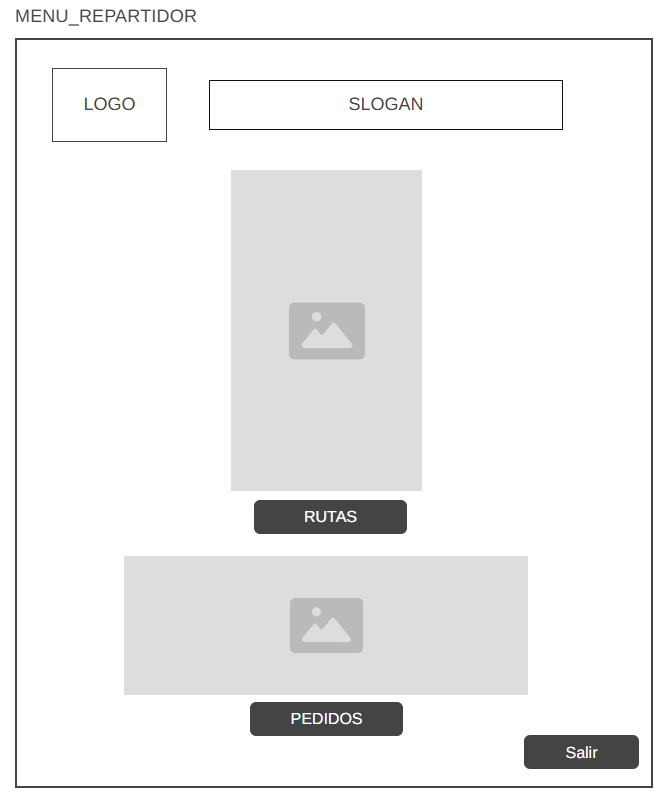 MENU_REPARTIDOR
LOGO
SLOGAN
RUTAS
PEDIDOS
Salir